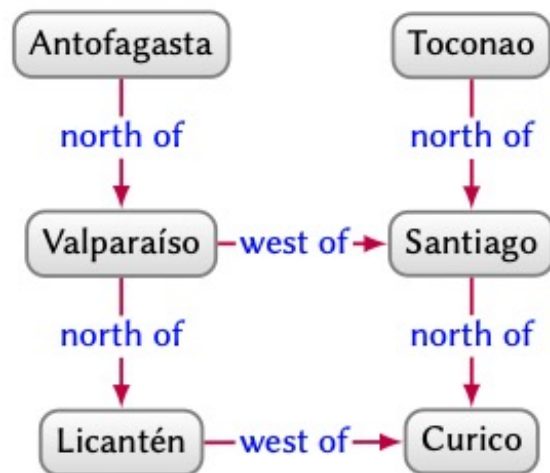 Antofagasta
Toconao
north of
north of
Valparaíso
west of
Santiago
north of
north of
Licantén
west of
Curico